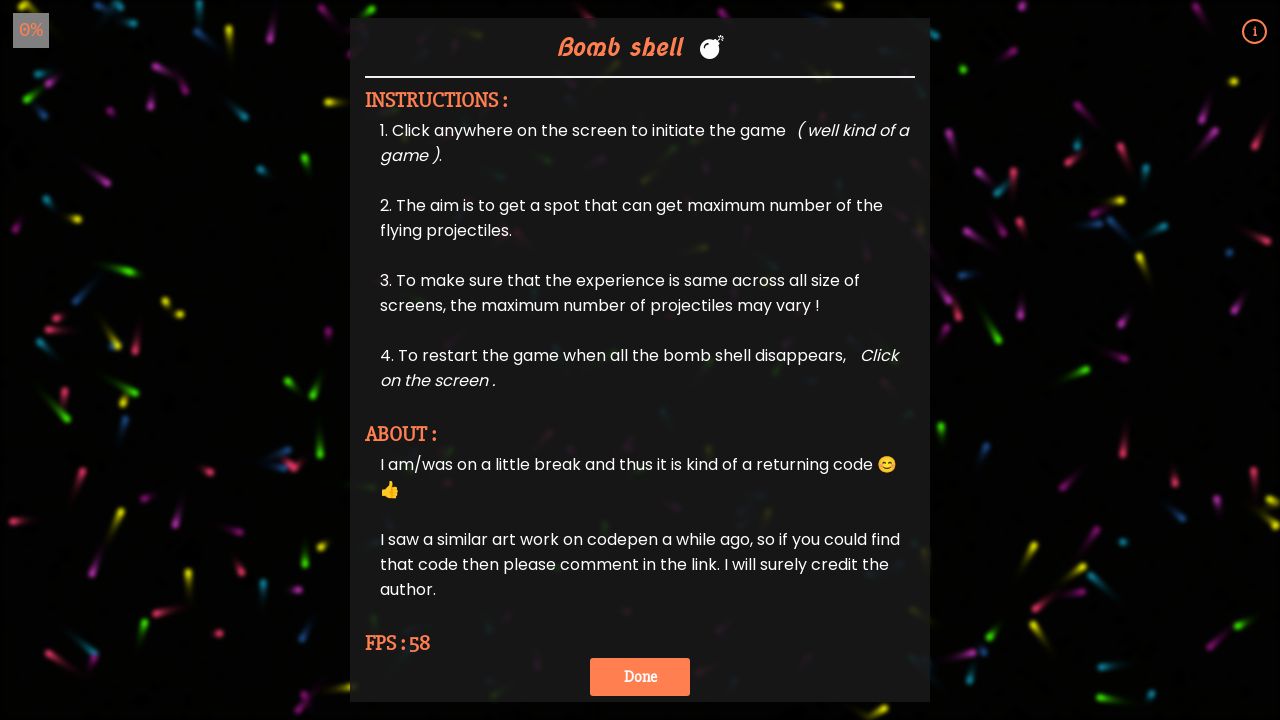 0%
i
Bomb shell 💣
INSTRUCTIONS :
1. Click anywhere on the screen to initiate the game ( well kind of a
game ).
2. The aim is to get a spot that can get maximum number of the
flying projectiles.
3. To make sure that the experience is same across all size of
screens, the maximum number of projectiles may vary !
4. To restart the game when all the bomb shell disappears, Click
on the screen .
ABOUT :
I am/was on a little break and thus it is kind of a returning code 😊
👍
I saw a similar art work on codepen a while ago, so if you could find
that code then please comment in the link. I will surely credit the
author.
FPS : 58
Done